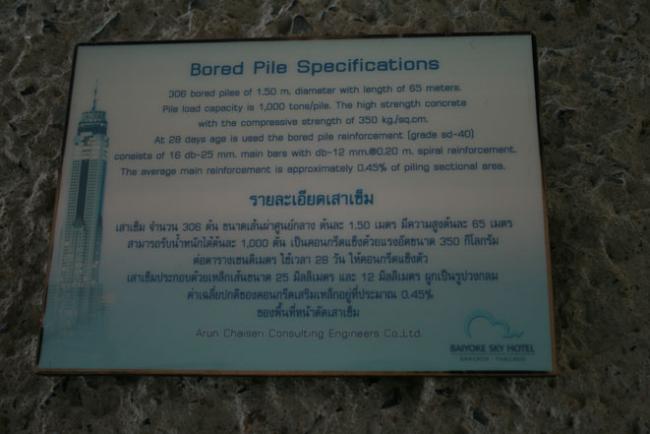 Bored Pile Specifications
306 bored piles of 1.50 m. diameter with length of 65 meters.
Pile load capacity is 1,000 tons/pile. The high strength concrete
with the compressive strength of 350 kg./sq.cm.
At 28 days age is used the bored pile reinforcement (grade sd-40)
consists of 16 db-25 mm. main bars with db-12 mm.@0.20 m. spiral reinforcement.
The average main reinforcement is approximately 0.45% of piling sectional area.
รายละเอียดเสาเข็ม
เสาเข็ม จำนวน 306 ต้น ขนาดเส้นผ่าศูนย์กลาง ต้นละ 1.50 เมตร มีความสูงต้นละ 65 เมตร
สามารถรับน้ำหนักได้ต้นละ 1,000 ตัน เป็นคอนกรีตแข็งด้วยแรงอัดขนาด 350 กิโลกรัม
ต่อตารางเซนติเมตร ใช้เวลา 28 วัน ให้คอนกรีตแข็งตัว
เสาเข็มประกอบด้วยเหล็กเส้นขนาด 25 มิลลิเมตร และ 12 มิลลิเมตร ผูกเป็นรูปวงกลม
ค่าเฉลี่ยปกติของคอนกรีตเสริมเหล็กอยู่ที่ประมาณ 0.45%
ของพื้นที่หน้าตัดเสาเข็ม
Arun Chaiseri Consulting Engineers Co.,Ltd.
BAIYOKE SKY HOTEL
BANGKOK · THAILAND